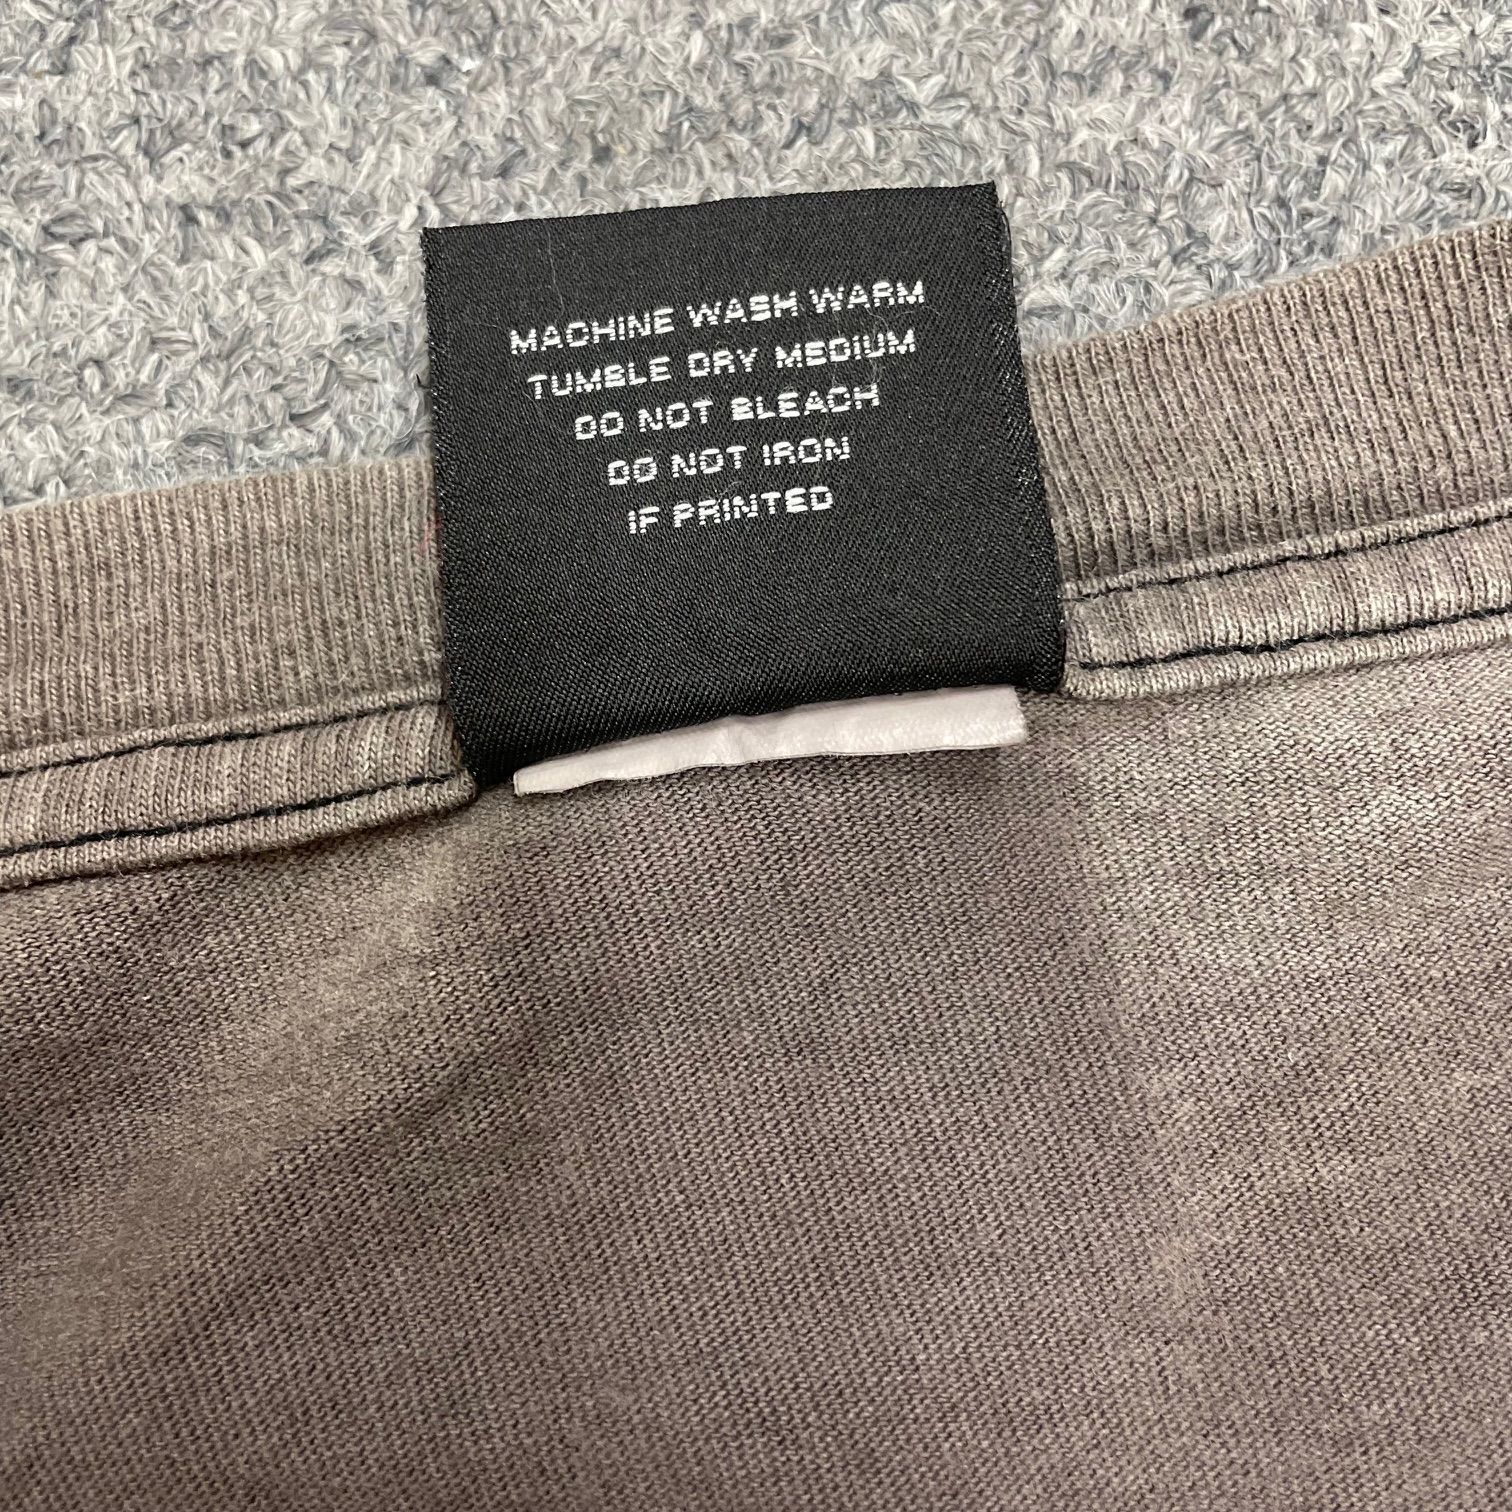 MACHINE WASH WARM
TUMBLE DRY MEDIUM
DO NOT BLEACH
DO NOT IRON
IF PRINTED